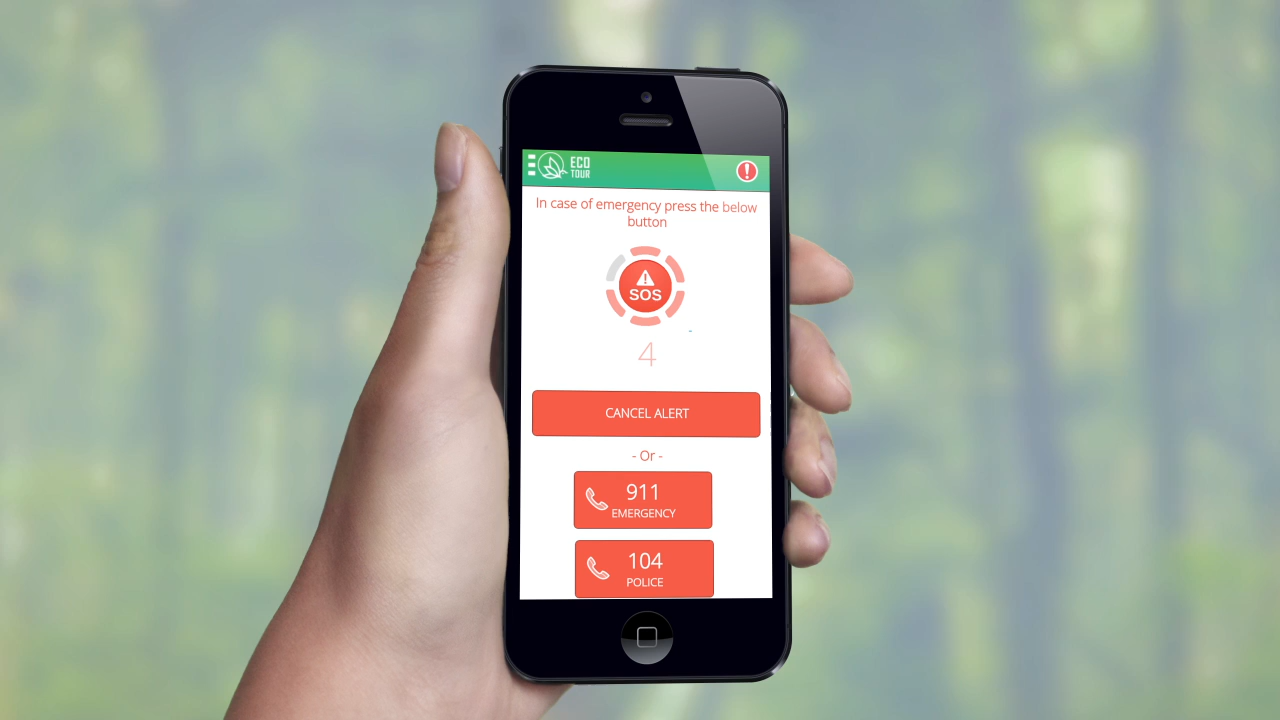 ECO
TOUR
In case of emergency press the below
button
SOS
4
CANCEL ALERT
- Or -
911
EMERGENCY
104
POLICE